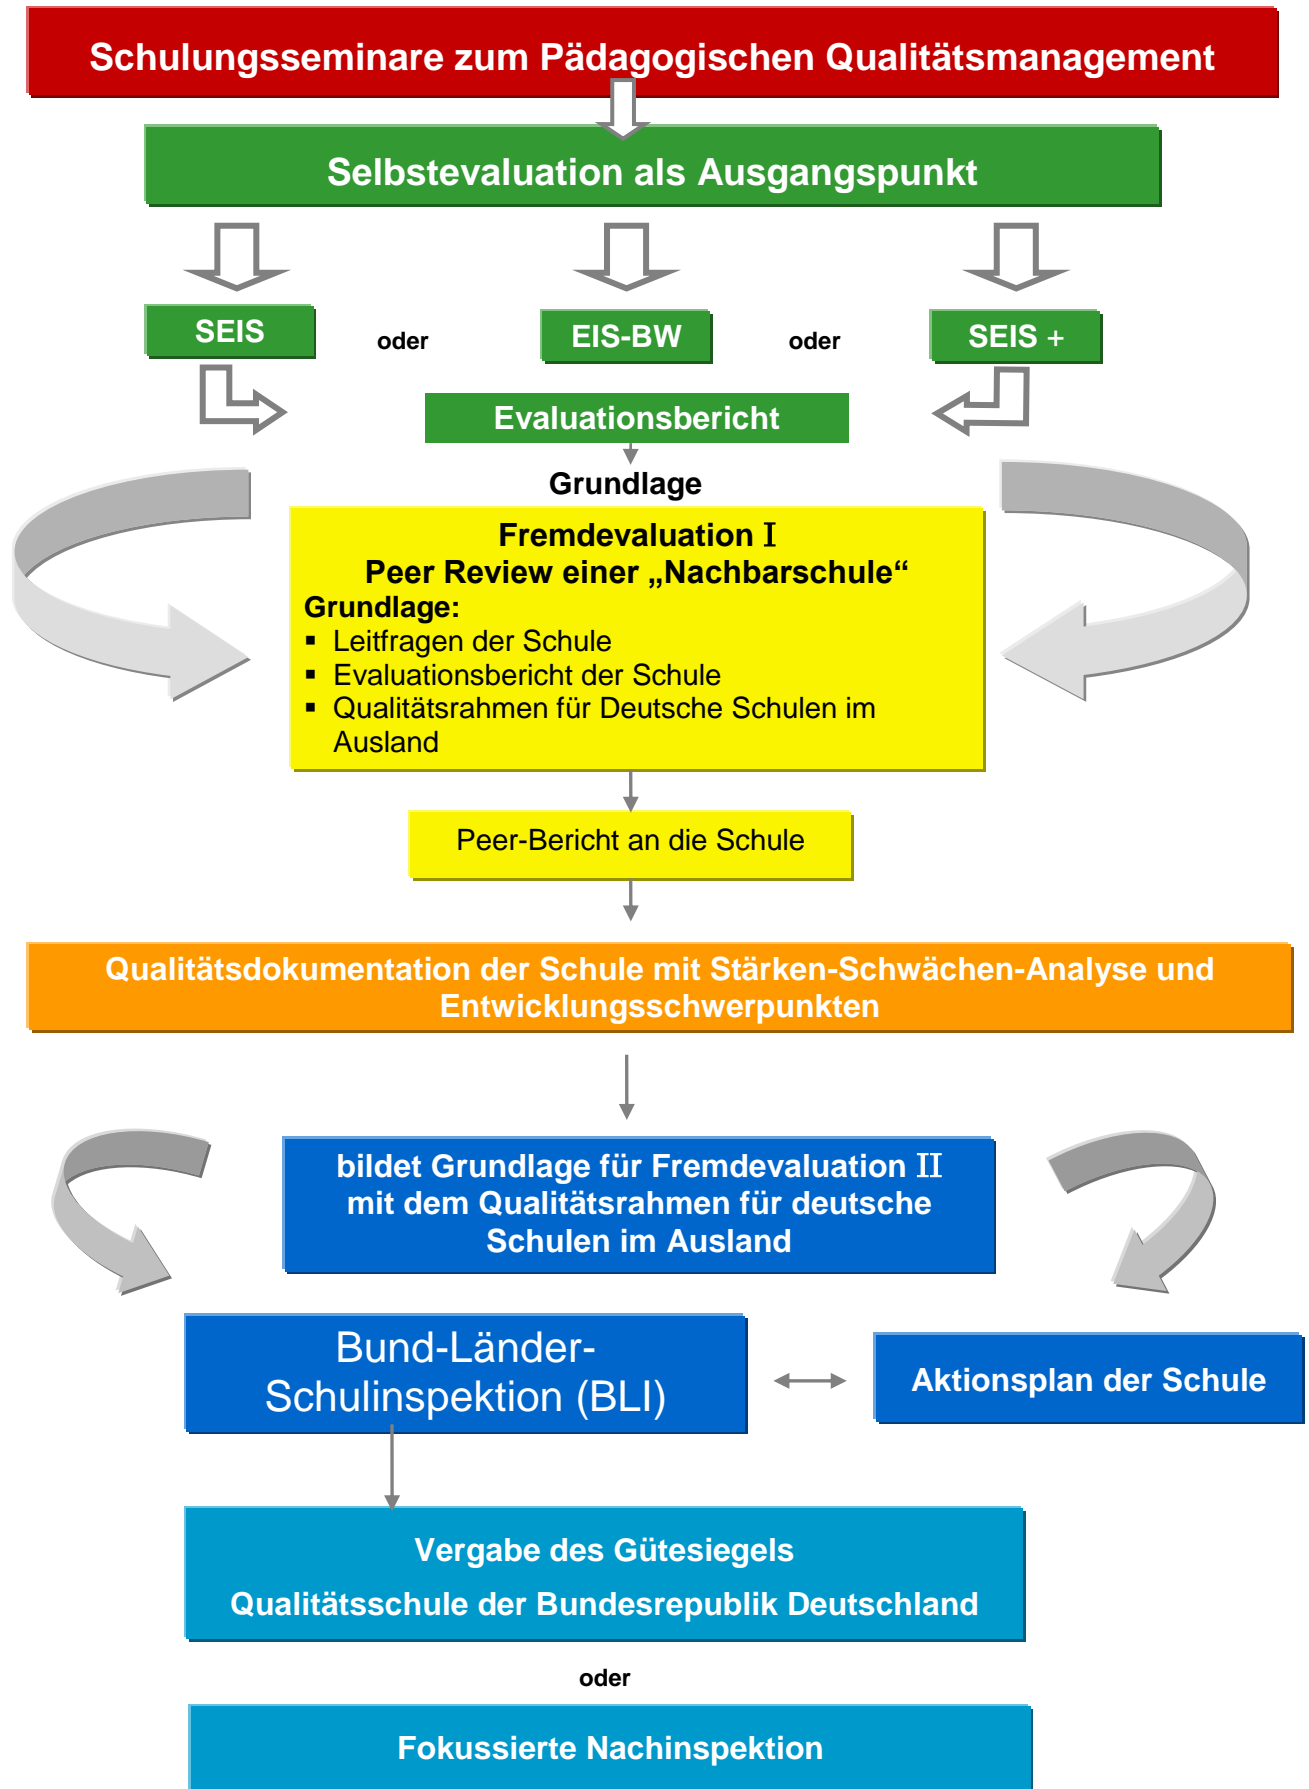 Schulungsseminare zum Pädagogischen Qualitätsmanagement
Selbstevaluation als Ausgangspunkt
SEIS
oder
EIS-BW
oder
SEIS +
Evaluationsbericht
Grundlage
Fremdevaluation I
Peer Review einer „Nachbarschule“
Grundlage:
▪ Leitfragen der Schule
▪ Evaluationsbericht der Schule
▪ Qualitätsrahmen für Deutsche Schulen im
Ausland
Peer-Bericht an die Schule
Qualitätsdokumentation der Schule mit Stärken-Schwächen-Analyse und
Entwicklungsschwerpunkten
bildet Grundlage für Fremdevaluation II
mit dem Qualitätsrahmen für deutsche
Schulen im Ausland
Bund-Länder-
Schulinspektion (BLI)
Aktionsplan der Schule
Vergabe des Gütesiegels
Qualitätsschule der Bundesrepublik Deutschland
oder
Fokussierte Nachinspektion